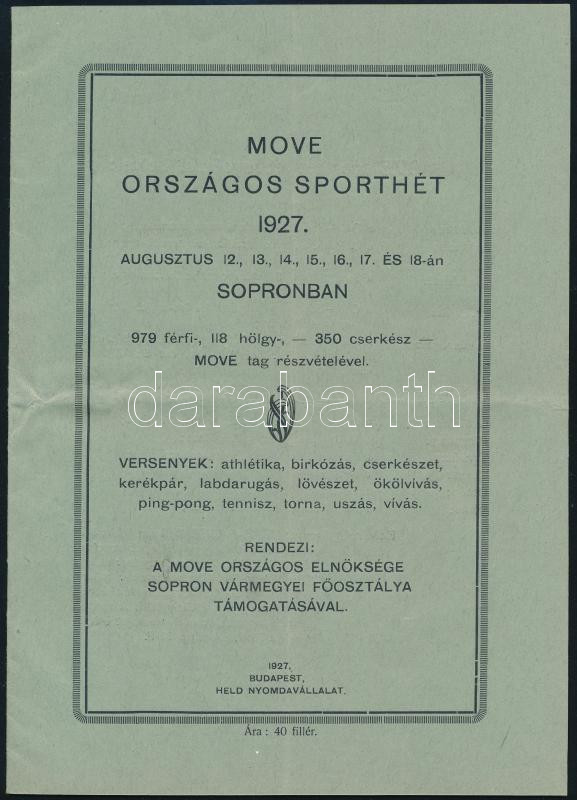 MOVE
ORSZÁGOS SPORTHÉT
1927.
AUGUSZTUS 12., 13., 14., 15., 16., 17. ÉS 18-án
SOPRONBAN
979 férfi-, 118 hölgy-, — 350 cserkész —
MOVE tag részvételével.
darabanth
VERSENYEK: athlétika, birkózás, cserkészet,
kerékpár, labdarugás, lövészet, ökölvívás,
ping-pong, tennisz, torna, uszás, vívás.
RENDEZI:
A MOVE ORSZÁGOS ELNÖKSÉGE
SOPRON VÁRMEGYEI FŐOSZTÁLYA
TÁMOGATÁSÁVAL.
1927.
BUDAPEST,
HELD NYOMDAVÁLLALAT.
Ára : 40 fillér.